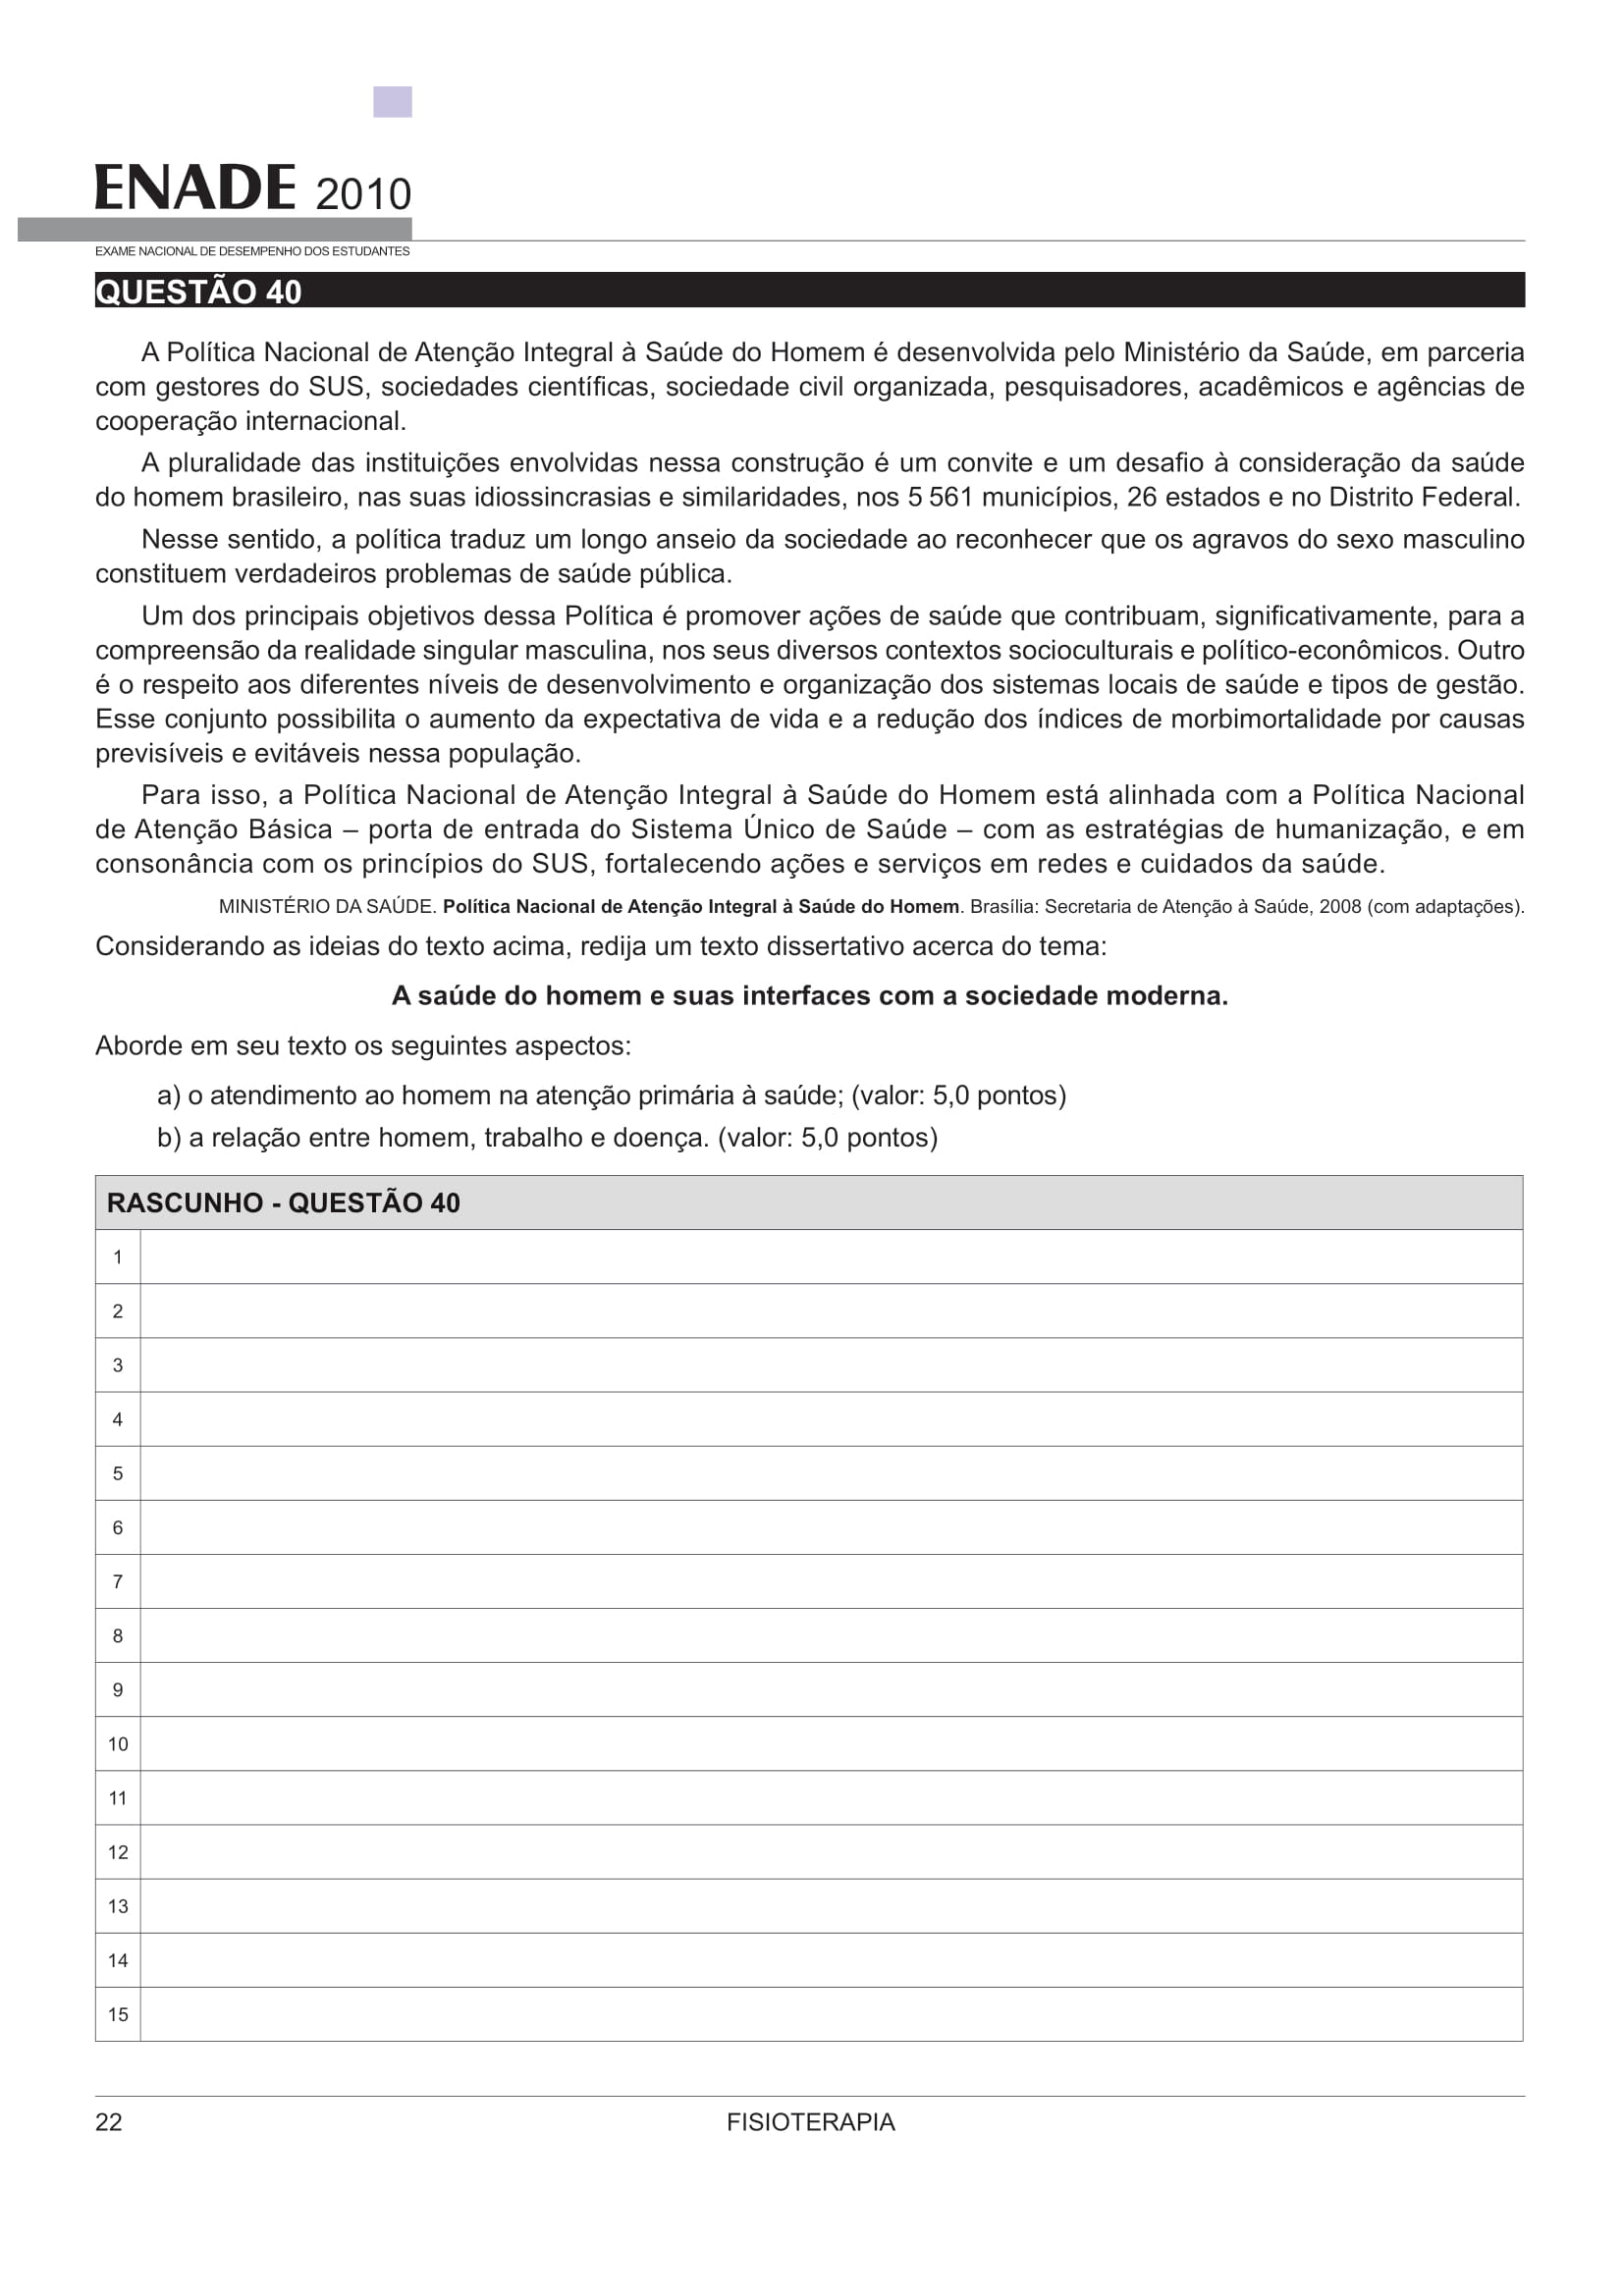 ENADE 2010
EXAME NACIONAL DE DESEMPENHO DOS ESTUDANTES
QUESTÃO 40
A Política Nacional de Atenção Integral à Saúde do Homem é desenvolvida pelo Ministério da Saúde, em parceria
com gestores do SUS, sociedades científicas, sociedade civil organizada, pesquisadores, acadêmicos e agências de
cooperação internacional.
A pluralidade das instituições envolvidas nessa construção é um convite e um desafio à consideração da saúde
do homem brasileiro, nas suas idiossincrasias e similaridades, nos 5 561 municípios, 26 estados e no Distrito Federal.
Nesse sentido, a política traduz um longo anseio da sociedade ao reconhecer que os agravos do sexo masculino
constituem verdadeiros problemas de saúde pública.
Um dos principais objetivos dessa Política é promover ações de saúde que contribuam, significativamente, para a
compreensão da realidade singular masculina, nos seus diversos contextos socioculturais e político-econômicos. Outro
é o respeito aos diferentes níveis de desenvolvimento e organização dos sistemas locais de saúde e tipos de gestão.
Esse conjunto possibilita o aumento da expectativa de vida e a redução dos índices de morbimortalidade por causas
previsíveis e evitáveis nessa população.
Para isso, a Política Nacional de Atenção Integral à Saúde do Homem está alinhada com a Política Nacional
de Atenção Básica – porta de entrada do Sistema Único de Saúde – com as estratégias de humanização, e em
consonância com os princípios do SUS, fortalecendo ações e serviços em redes e cuidados da saúde.
MINISTÉRIO DA SAÚDE. Política Nacional de Atenção Integral à Saúde do Homem. Brasília: Secretaria de Atenção à Saúde, 2008 (com adaptações).
Considerando as ideias do texto acima, redija um texto dissertativo acerca do tema:
A saúde do homem e suas interfaces com a sociedade moderna.
Aborde em seu texto os seguintes aspectos:
a) o atendimento ao homem na atenção primária à saúde; (valor: 5,0 pontos)
b) a relação entre homem, trabalho e doença. (valor: 5,0 pontos)
RASCUNHO - QUESTÃO 40
1
2
3
4
5
6
7
8
9
10
11
12
13
14
15
22 FISIOTERAPIA